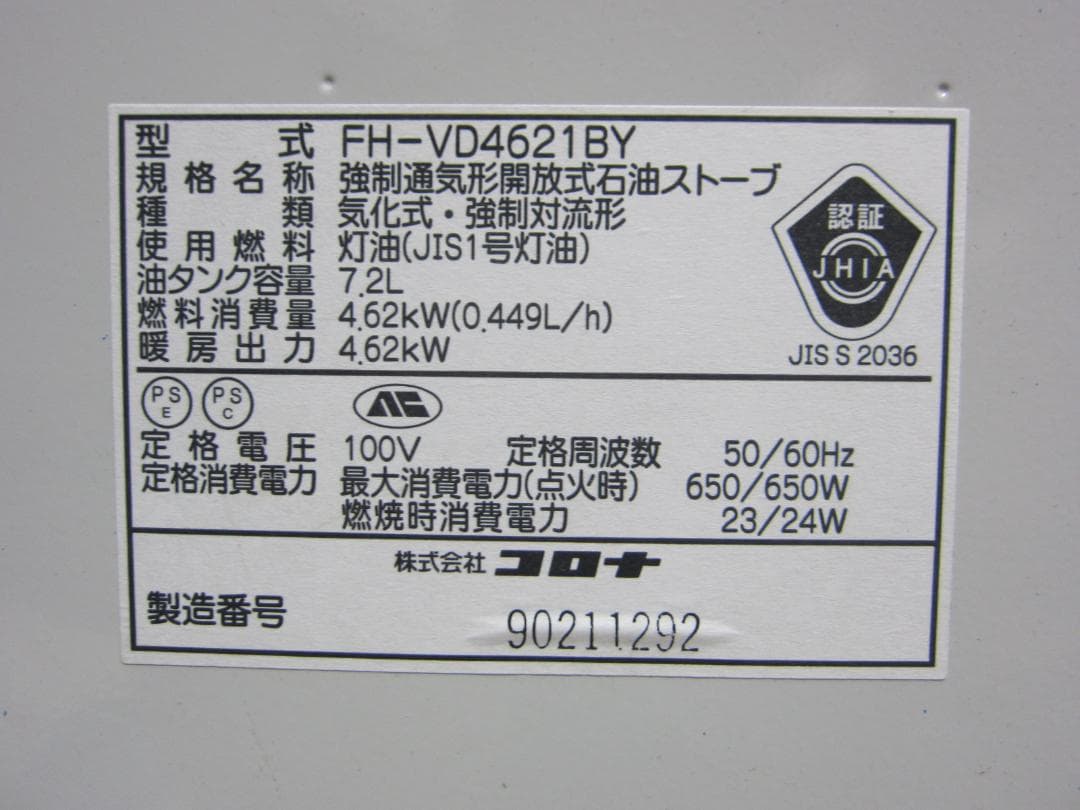 型式 FH-VD4621BY
規格名称 強制通気形開放式石油ストーブ
種類 気化式・強制対流形
使用燃料 灯油(JIS1号灯油)
油タンク容量 7.2L
燃料消費量 4.62kW(0.449L/h)
暖房出力 4.62kW
認証
JHIA
JIS S 2036
PS E PS C
定格電圧 100V 定格周波数 50/60Hz
定格消費電力 最大消費電力(点火時) 650/650W
燃焼時消費電力 23/24W
株式会社 コロナ
製造番号 90211292